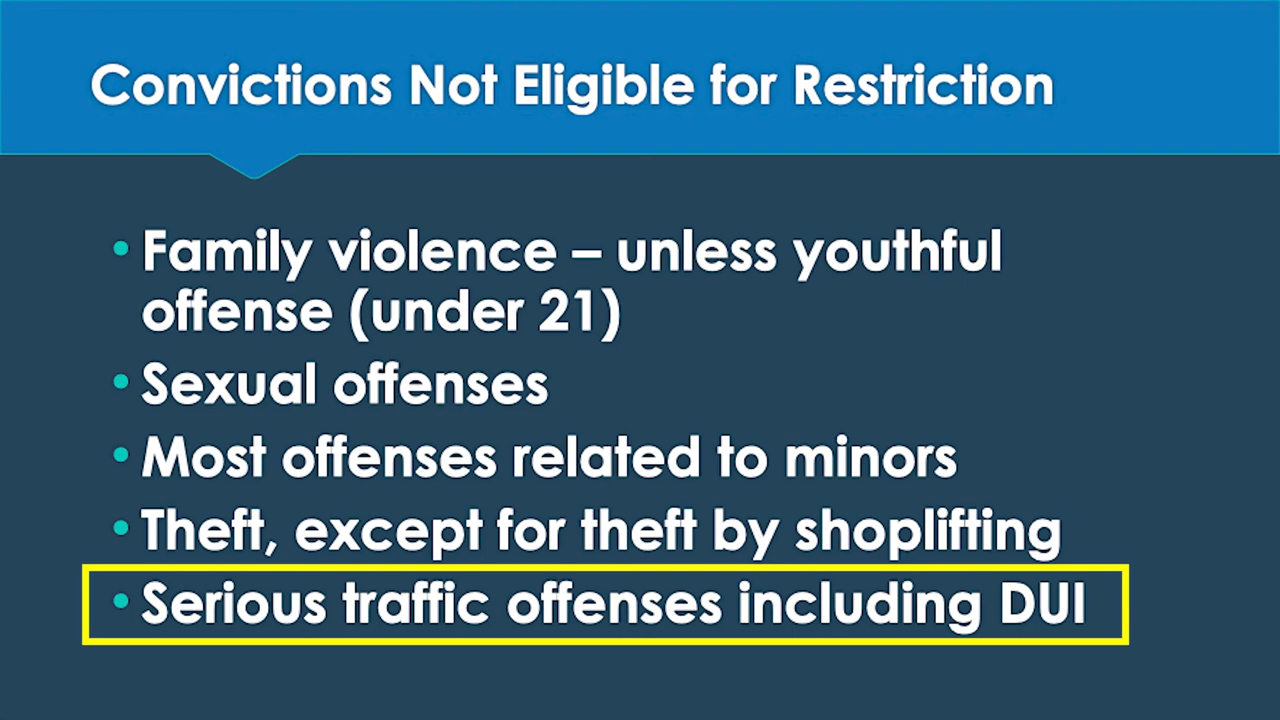 Convictions Not Eligible for Restriction
• Family violence – unless youthful
offense (under 21)
• Sexual offenses
• Most offenses related to minors
• Theft, except for theft by shoplifting
• Serious traffic offenses including DUI